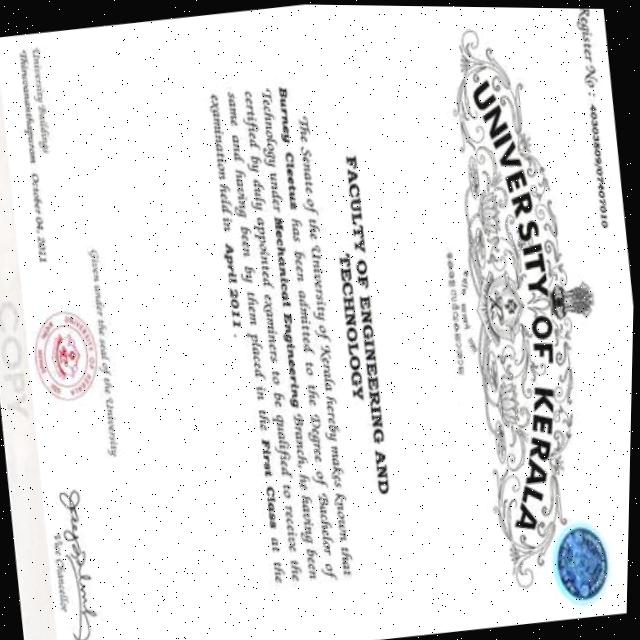 Register No : 40303809/07407010
UNIVERSITY OF KERALA
FACULTY OF ENGINEERING AND
TECHNOLOGY
The Senate of the University of Kerala hereby makes known that
Burney Cleetus has been admitted to the Degree of Bachelor of
Technology under Mechanical Engineering Branch, he having been
certified by duly appointed examiners to be qualified to receive the
same and having been by them placed in the First Class at the
examination held in April 2011.
Given under the seal of the University
University Buildings
Thiruvananthapuram October 04, 2011
Vice Chancellor
COPY